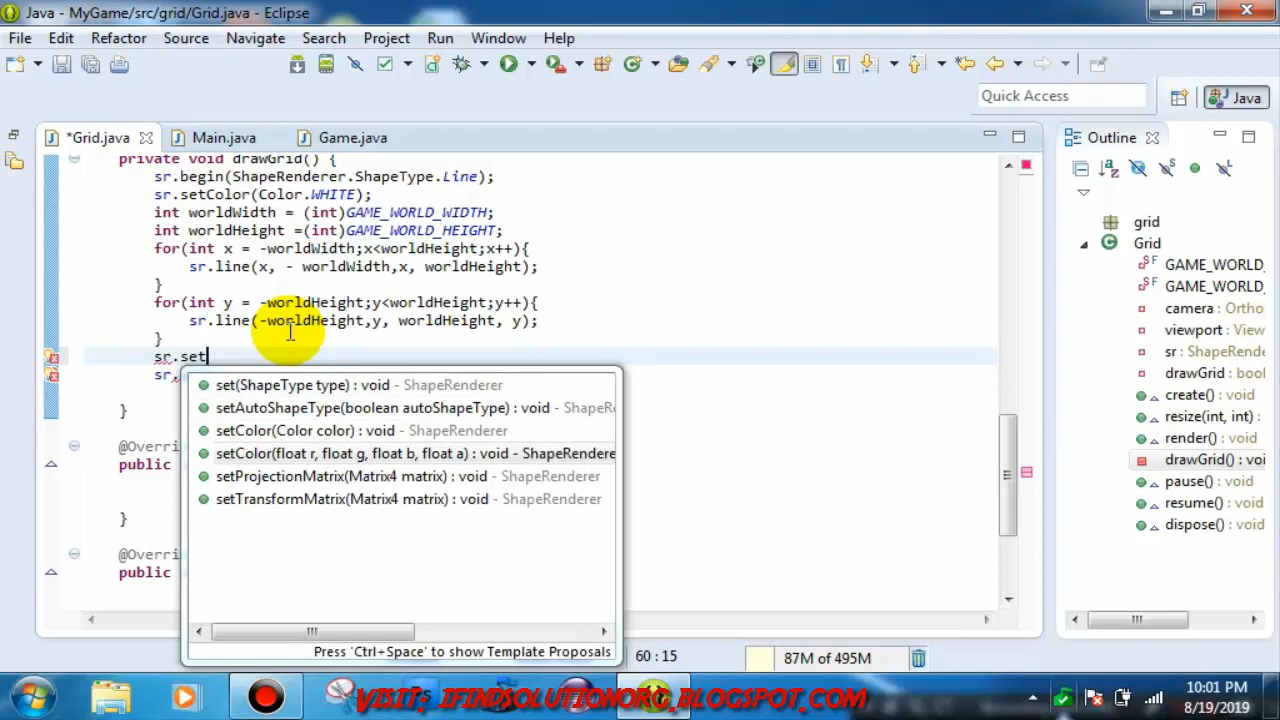 Java - MyGame/src/grid/Grid.java - Eclipse
File Edit Refactor Source Navigate Search Project Run Window Help
Quick Access
Java
*Grid.java
Main.java
Game.java
Outline
private void drawGrid() {
sr.begin(ShapeRenderer.ShapeType.Line);
sr.setColor(Color.WHITE);
int worldWidth = (int)GAME_WORLD_WIDTH;
int worldHeight =(int)GAME_WORLD_HEIGHT;
for(int x = -worldWidth;x<worldHeight;x++){
sr.line(x, - worldWidth,x, worldHeight);
}
for(int y = -worldHeight;y<worldHeight;y++){
sr.line(-worldHeight,y, worldHeight, y);
}
sr.set
sr.
}
@Overri
public
}
@Overri
public
set(ShapeType type) : void - ShapeRenderer
setAutoShapeType(boolean autoShapeType) : void - ShapeR
setColor(Color color) : void - ShapeRenderer
setColor(float r, float g, float b, float a) : void - ShapeRendere
setProjectionMatrix(Matrix4 matrix) : void - ShapeRenderer
setTransformMatrix(Matrix4 matrix) : void - ShapeRenderer
Press 'Ctrl+Space' to show Template Proposals
grid
Grid
GAME_WORLD_
GAME_WORLD_
camera : Ortho
viewport : View
sr : ShapeRende
drawGrid : bool
create() : void
resize(int, int) :
render() : void
drawGrid() : voi
pause() : void
resume() : void
dispose() : void
60 : 15
87M of 495M
VISIT: IFINDSOLUTIONORG.BLOGSPOT.COM
10:01 PM
8/19/2019